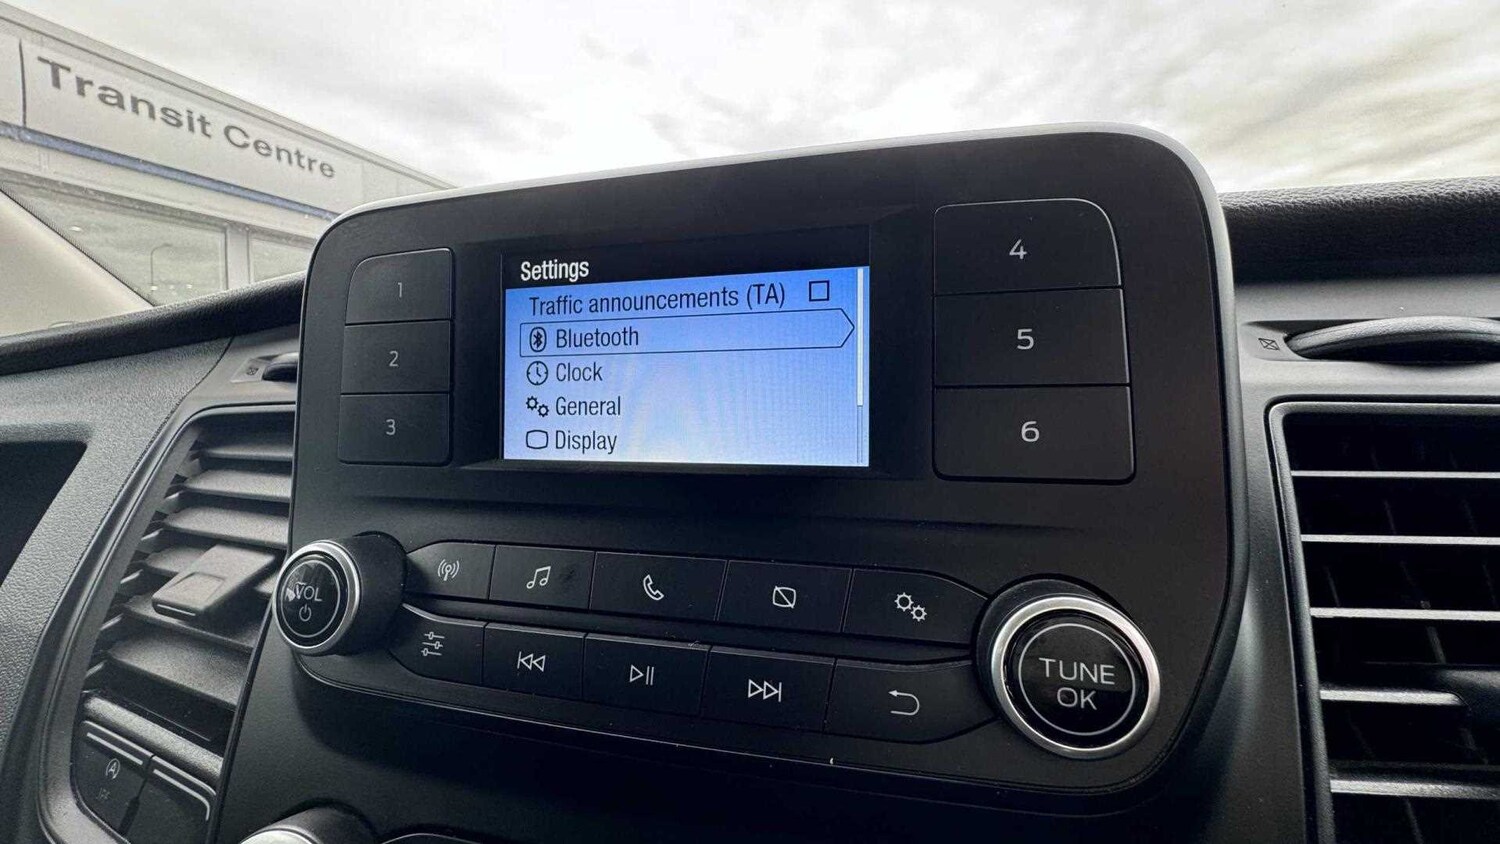 Transit Centre
Settings
Traffic announcements (TA)
Bluetooth
Clock
General
Display
1
2
3
4
5
6
VOL
TUNE
OK